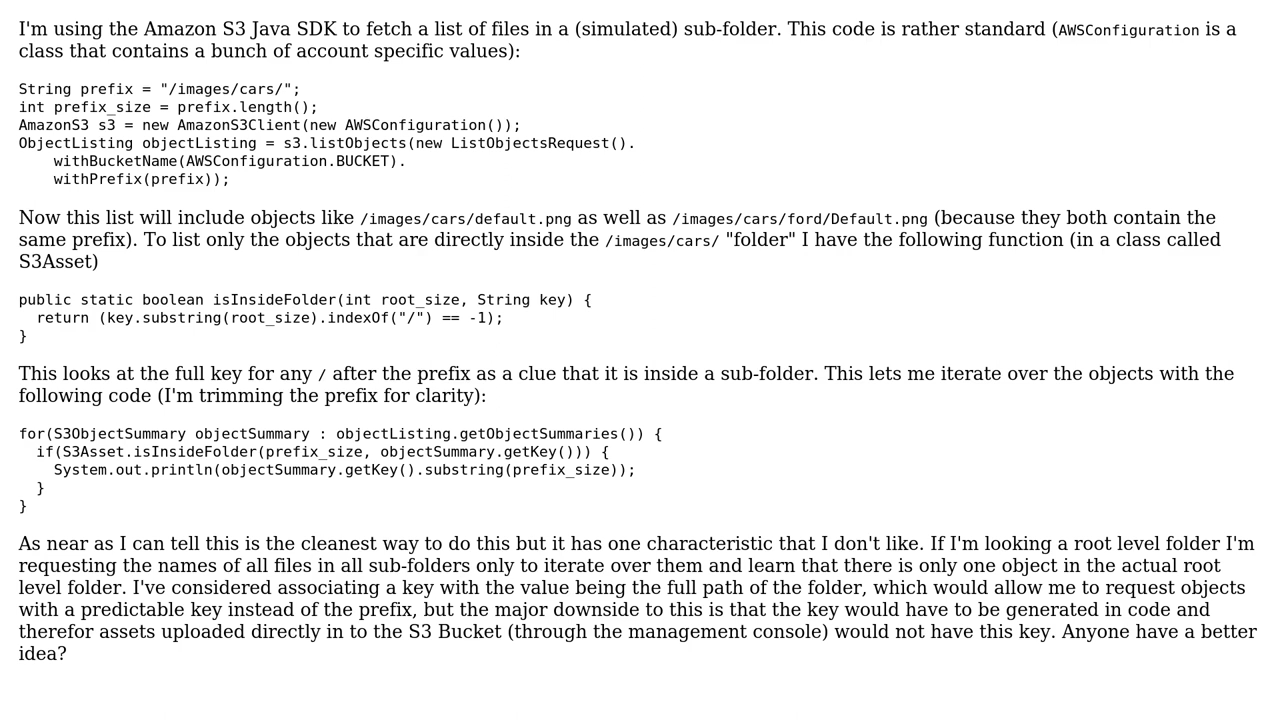 I'm using the Amazon S3 Java SDK to fetch a list of files in a (simulated) sub-folder. This code is rather standard (AWSConfiguration is a
class that contains a bunch of account specific values):
String prefix = "/images/cars/";
int prefix_size = prefix.length();
AmazonS3 s3 = new AmazonS3Client(new AWSConfiguration());
ObjectListing objectListing = s3.listObjects(new ListObjectsRequest().
    withBucketName(AWSConfiguration.BUCKET).
    withPrefix(prefix));
Now this list will include objects like /images/cars/default.png as well as /images/cars/ford/Default.png (because they both contain the
same prefix). To list only the objects that are directly inside the /images/cars/ "folder" I have the following function (in a class called
S3Asset)
public static boolean isInsideFolder(int root_size, String key) {
  return (key.substring(root_size).indexOf("/") == -1);
}
This looks at the full key for any / after the prefix as a clue that it is inside a sub-folder. This lets me iterate over the objects with the
following code (I'm trimming the prefix for clarity):
for(S3ObjectSummary objectSummary : objectListing.getObjectSummaries()) {
  if(S3Asset.isInsideFolder(prefix_size, objectSummary.getKey())) {
    System.out.println(objectSummary.getKey().substring(prefix_size));
  }
}
As near as I can tell this is the cleanest way to do this but it has one characteristic that I don't like. If I'm looking a root level folder I'm
requesting the names of all files in all sub-folders only to iterate over them and learn that there is only one object in the actual root
level folder. I've considered associating a key with the value being the full path of the folder, which would allow me to request objects
with a predictable key instead of the prefix, but the major downside to this is that the key would have to be generated in code and
therefor assets uploaded directly in to the S3 Bucket (through the management console) would not have this key. Anyone have a better
idea?